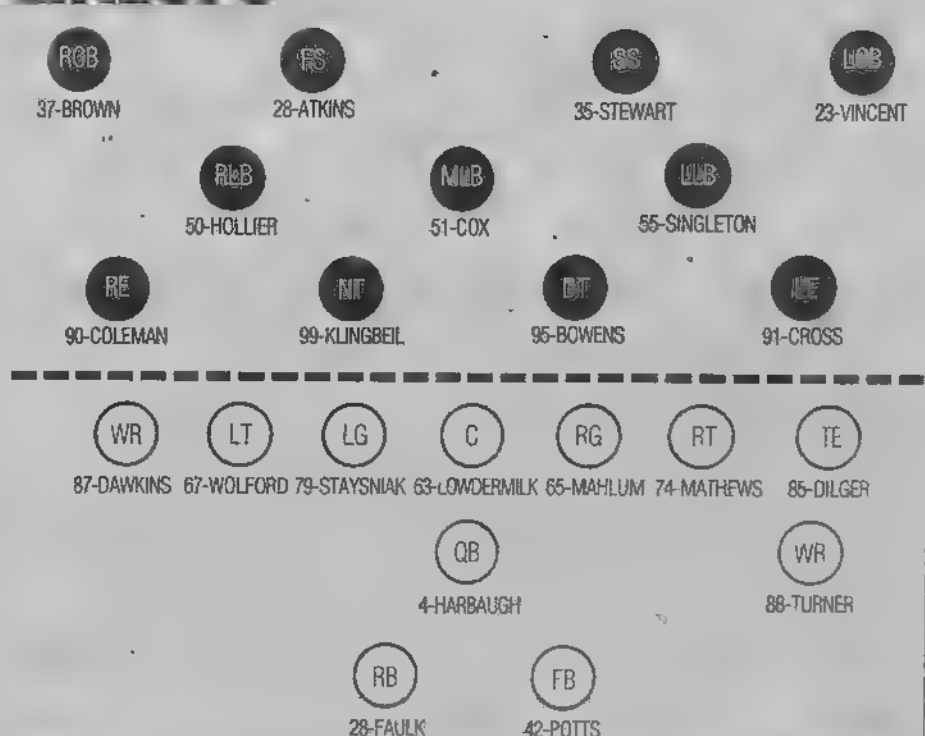 RCB FS SS LCB
37-BROWN 28-ATKINS 35-STEWART 23-VINCENT
RLB MLB LLB
50-HOLLIER 51-COX 55-SINGLETON
RE NT DT LE
90-COLEMAN 99-KLINGBEIL 95-BOWENS 91-CROSS
WR LT LG C RG RT TE
87-DAWKINS 67-WOLFORD 79-STAYSNIAK 63-LOWDERMILK 65-MAHLUM 74-MATHEWS 85-DILGER
QB WR
4-HARBAUGH 88-TURNER
RB FB
28-FAULK 42-POTTS